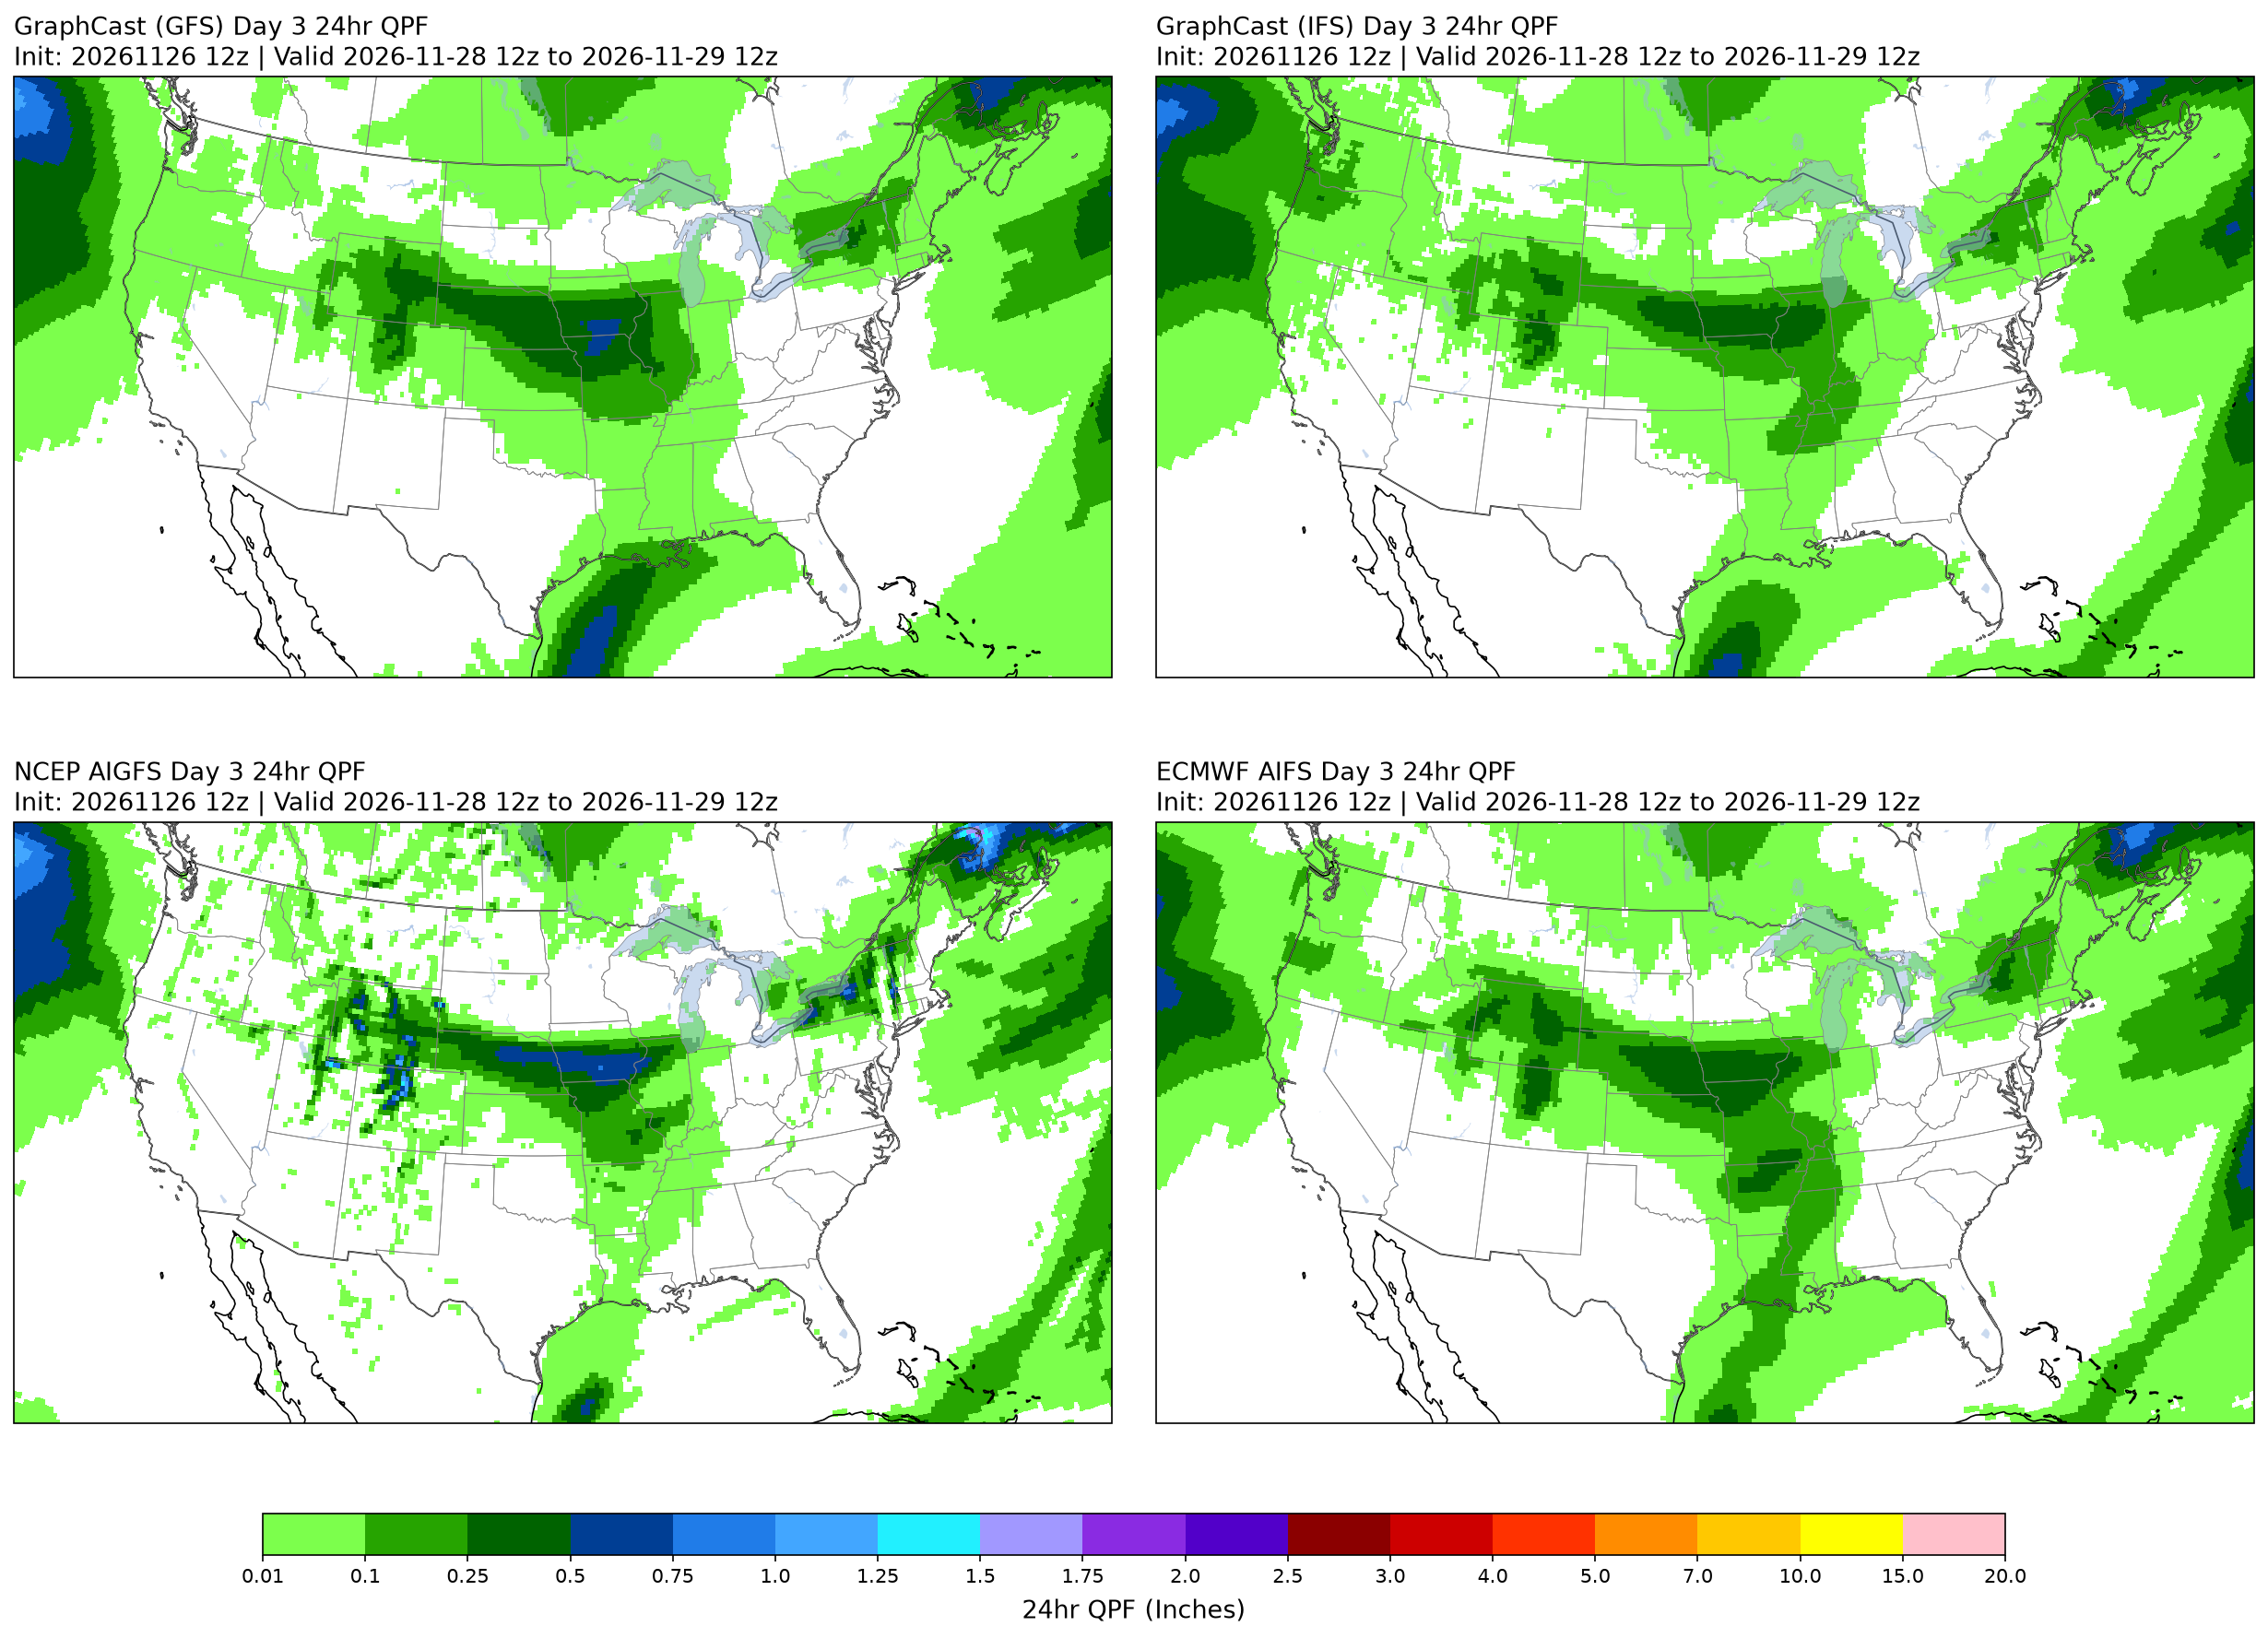 GraphCast (GFS) Day 3 24hr QPF
Init: 20261126 12z | Valid 2026-11-28 12z to 2026-11-29 12z
GraphCast (IFS) Day 3 24hr QPF
Init: 20261126 12z | Valid 2026-11-28 12z to 2026-11-29 12z
NCEP AIGFS Day 3 24hr QPF
Init: 20261126 12z | Valid 2026-11-28 12z to 2026-11-29 12z
ECMWF AIFS Day 3 24hr QPF
Init: 20261126 12z | Valid 2026-11-28 12z to 2026-11-29 12z
0.01 0.1 0.25 0.5 0.75 1.0 1.25 1.5 1.75 2.0 2.5 3.0 4.0 5.0 7.0 10.0 15.0 20.0
24hr QPF (Inches)